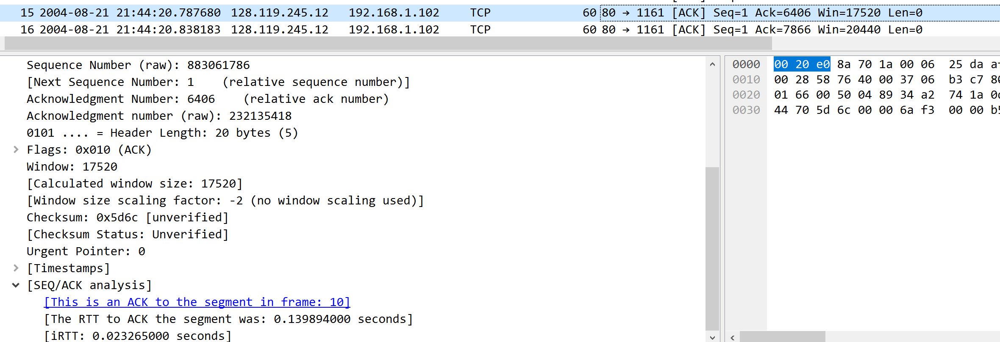 15 2004-08-21 21:44:20.787680 128.119.245.12 192.168.1.102 TCP 60 80 → 1161 [ACK] Seq=1 Ack=6406 Win=17520 Len=0
16 2004-08-21 21:44:20.838183 128.119.245.12 192.168.1.102 TCP 60 80 → 1161 [ACK] Seq=1 Ack=7866 Win=20440 Len=0
Sequence Number (raw): 883061786
[Next Sequence Number: 1 (relative sequence number)]
Acknowledgment Number: 6406 (relative ack number)
Acknowledgment number (raw): 232135418
0101 .... = Header Length: 20 bytes (5)
Flags: 0x010 (ACK)
Window: 17520
[Calculated window size: 17520]
[Window size scaling factor: -2 (no window scaling used)]
Checksum: 0x5d6c [unverified]
[Checksum Status: Unverified]
Urgent Pointer: 0
[Timestamps]
[SEQ/ACK analysis]
[This is an ACK to the segment in frame: 10]
[The RTT to ACK the segment was: 0.139894000 seconds]
[iRTT: 0.023265000 seconds]
0000 00 20 e0 8a 70 1a 00 06 25 da
0010 00 28 58 76 40 00 37 06 b3 c7
0020 01 66 00 50 04 89 34 a2 74 1a
0030 44 70 5d 6c 00 00 6a f3 00 00